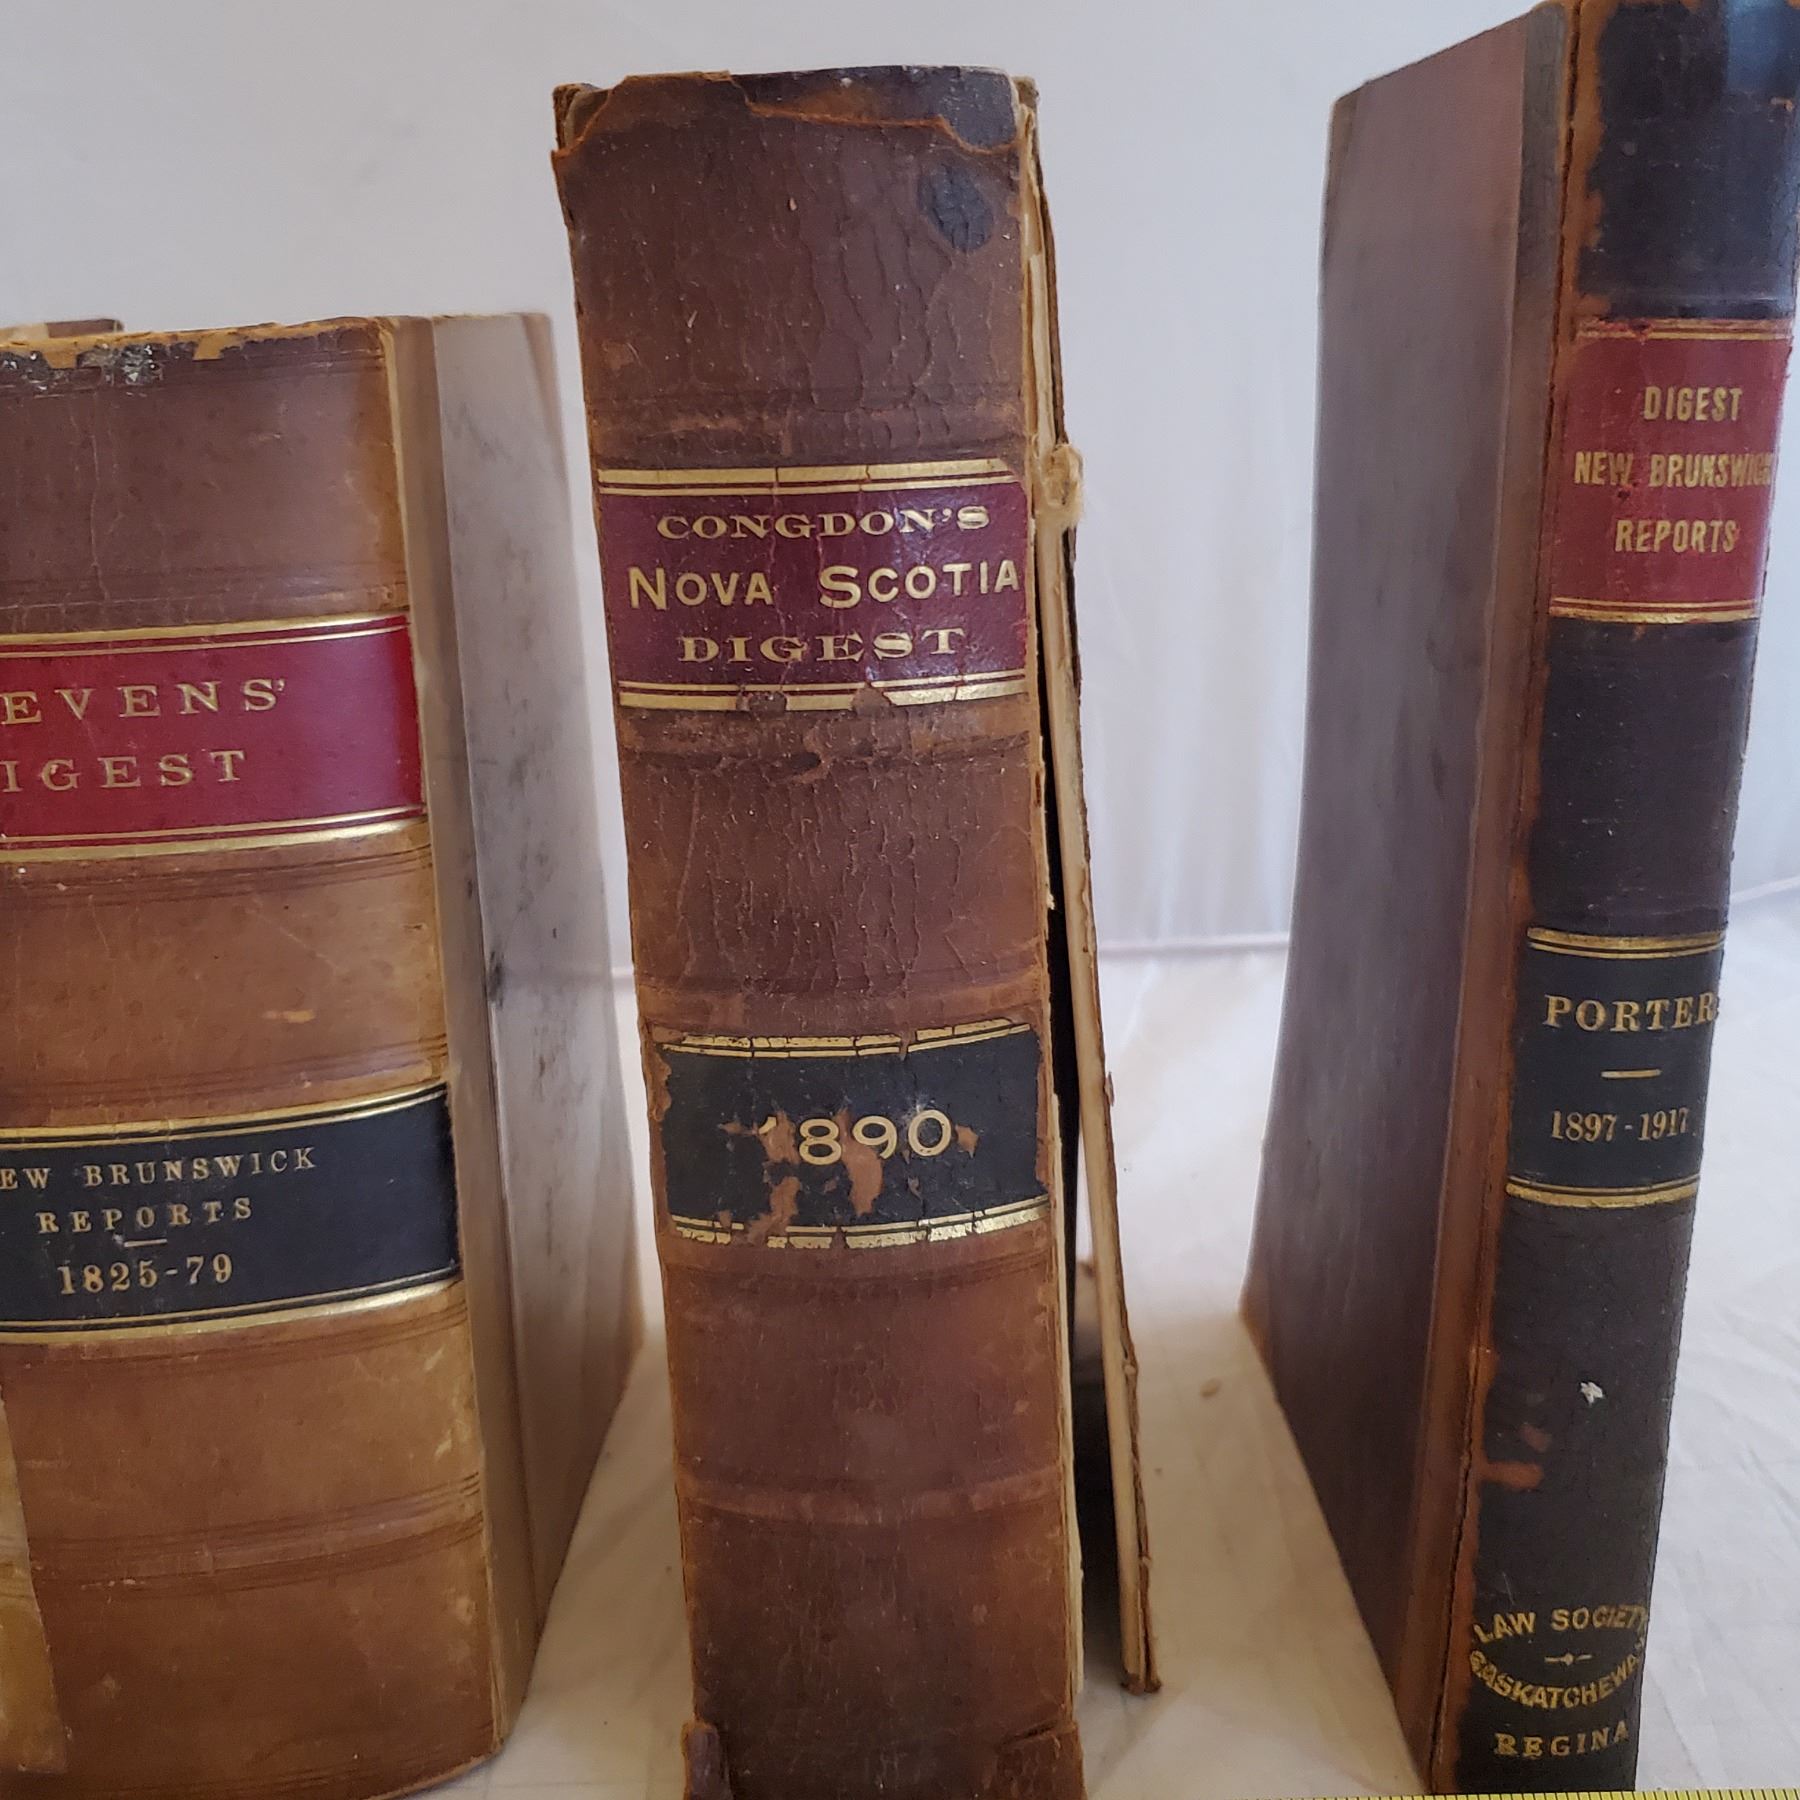 EVENS'
IGEST
EW BRUNSWICK
REPORTS
1825-79
CONGDON'S
NOVA SCOTIA
DIGEST
1890
DIGEST
NEW BRUNSWICK
REPORTS
PORTER
1897-1917
LAW SOCIETY
SASKATCHEWAN
REGINA